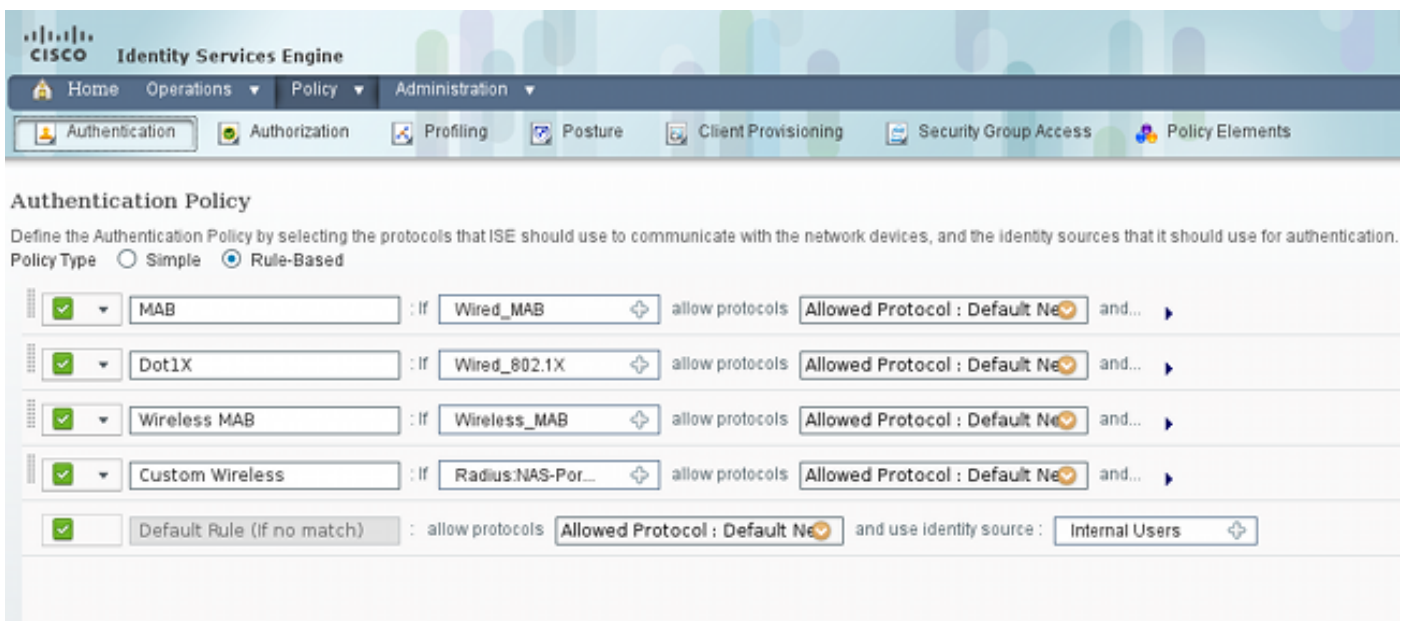 CISCO Identity Services Engine
Home Operations Policy Administration
Authentication Authorization Profiling Posture Client Provisioning Security Group Access Policy Elements
Authentication Policy
Define the Authentication Policy by selecting the protocols that ISE should use to communicate with the network devices, and the identity sources that it should use for authentication.
Policy Type Simple Rule-Based
MAB : If Wired_MAB allow protocols Allowed Protocol : Default Ne and...
Dot1X : If Wired_802.1X allow protocols Allowed Protocol : Default Ne and...
Wireless MAB : If Wireless_MAB allow protocols Allowed Protocol : Default Ne and...
Custom Wireless : If Radius:NAS-Por... allow protocols Allowed Protocol : Default Ne and...
Default Rule (If no match) : allow protocols Allowed Protocol : Default Ne and use identity source : Internal Users